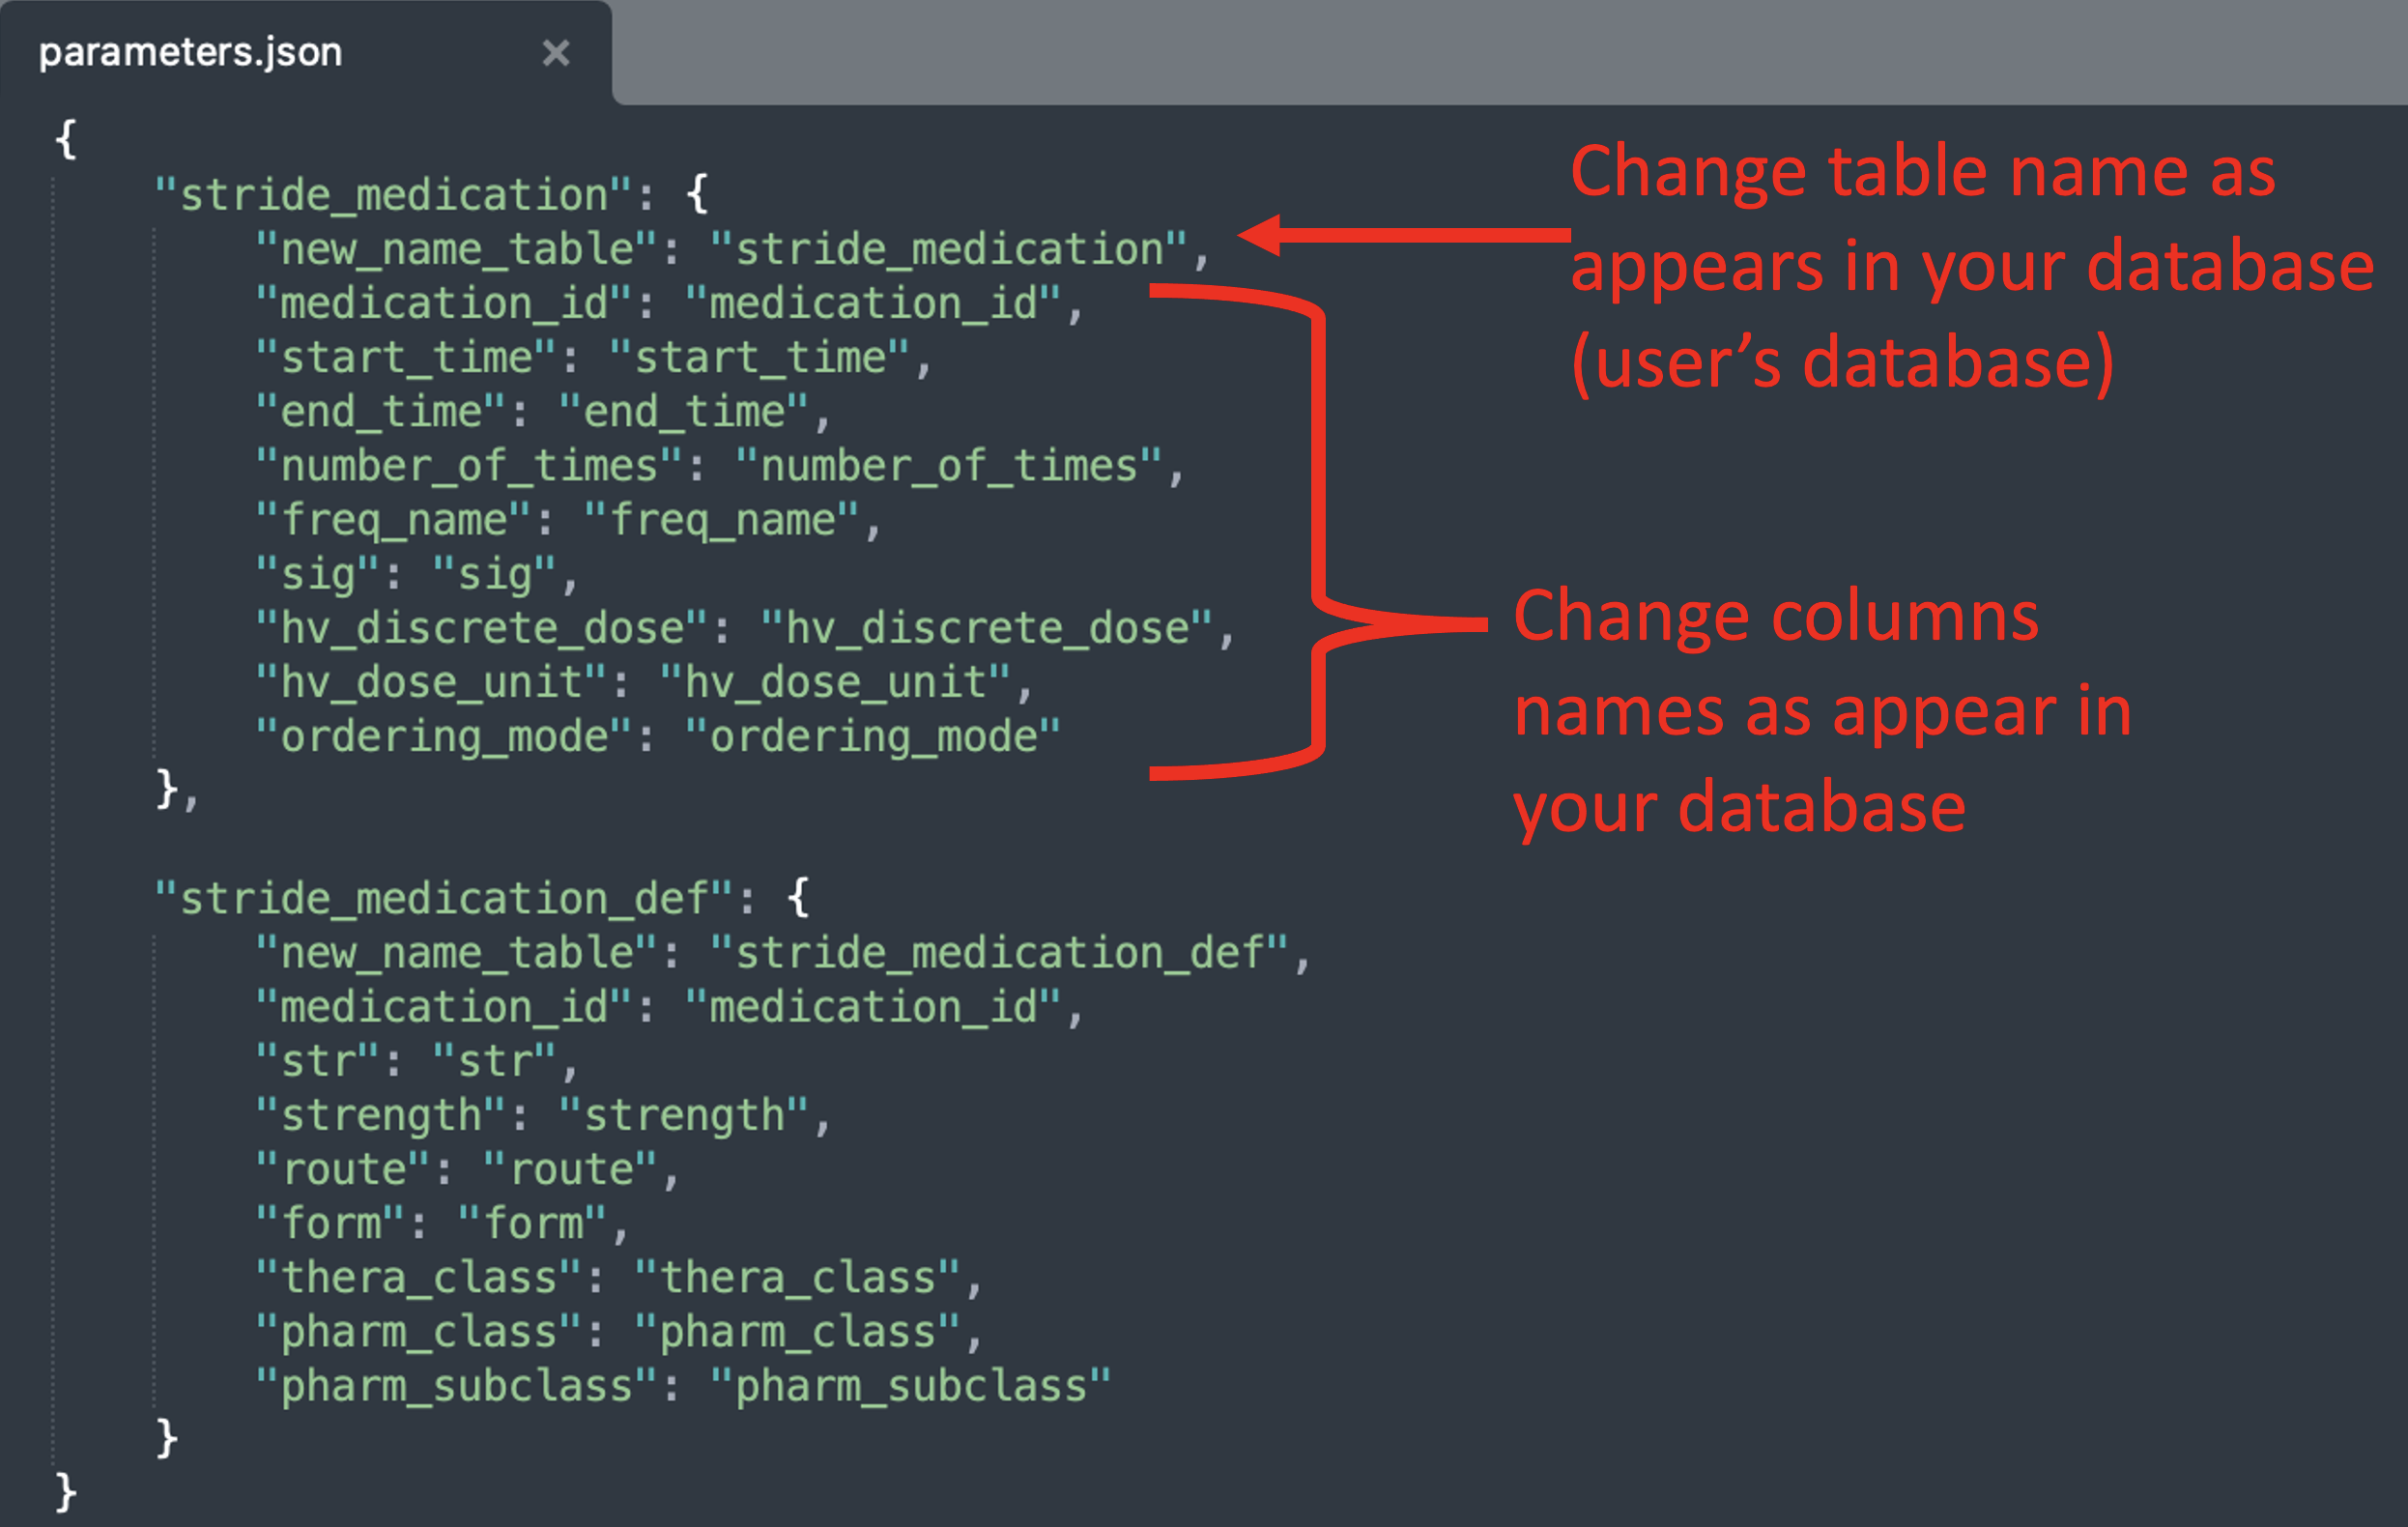 parameters.json
{
"stride_medication": {
"new_name_table": "stride_medication",
"medication_id": "medication_id",
"start_time": "start_time",
"end_time": "end_time",
"number_of_times": "number_of_times",
"freq_name": "freq_name",
"sig": "sig",
"hv_discrete_dose": "hv_discrete_dose",
"hv_dose_unit": "hv_dose_unit",
"ordering_mode": "ordering_mode"
},
"stride_medication_def": {
"new_name_table": "stride_medication_def",
"medication_id": "medication_id",
"str": "str",
"strength": "strength",
"route": "route",
"form": "form",
"thera_class": "thera_class",
"pharm_class": "pharm_class",
"pharm_subclass": "pharm_subclass"
}
}
Change table name as
appears in your database
(user’s database)
Change columns
names as appear in
your database